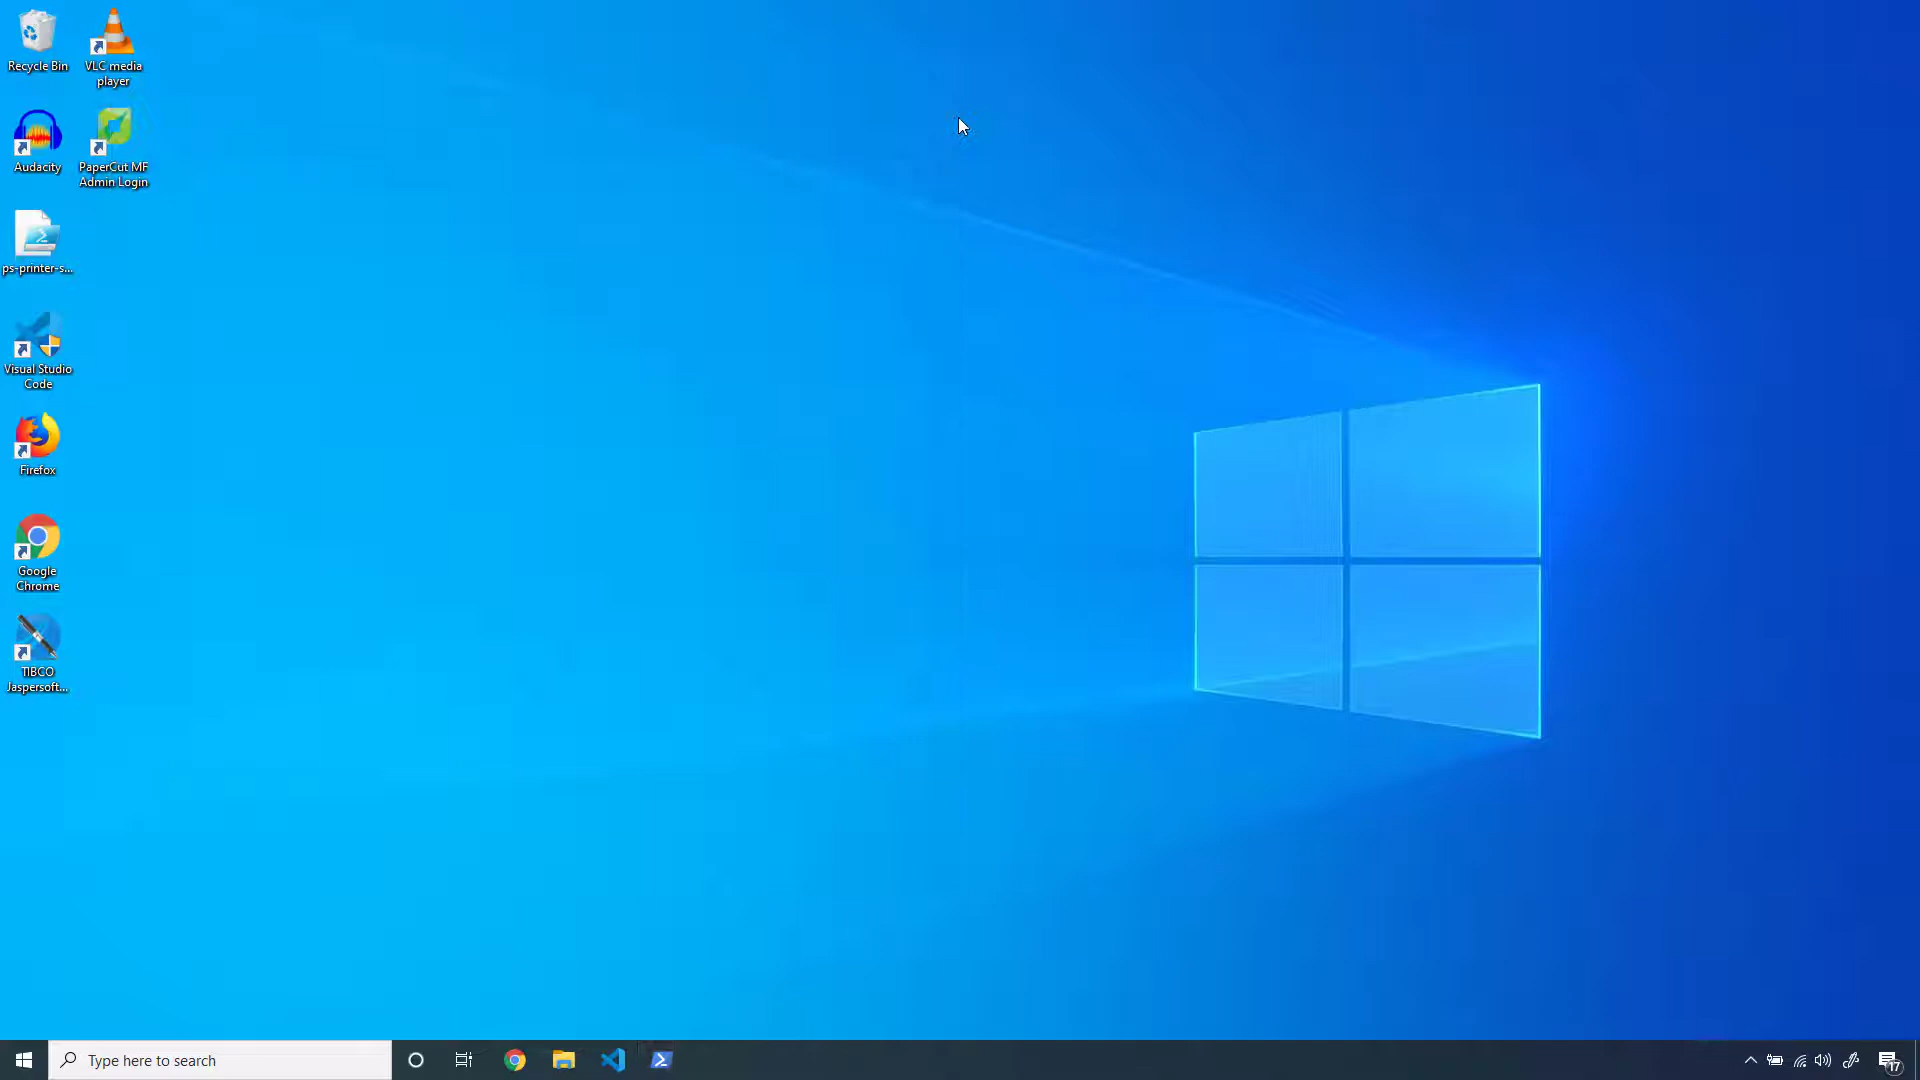 Recycle Bin
VLC media
player
Audacity
PaperCut MF
Admin Login
ps-printer-s...
Visual Studio
Code
Firefox
Google
Chrome
TIBCO
Jaspersoft...
Type here to search
17